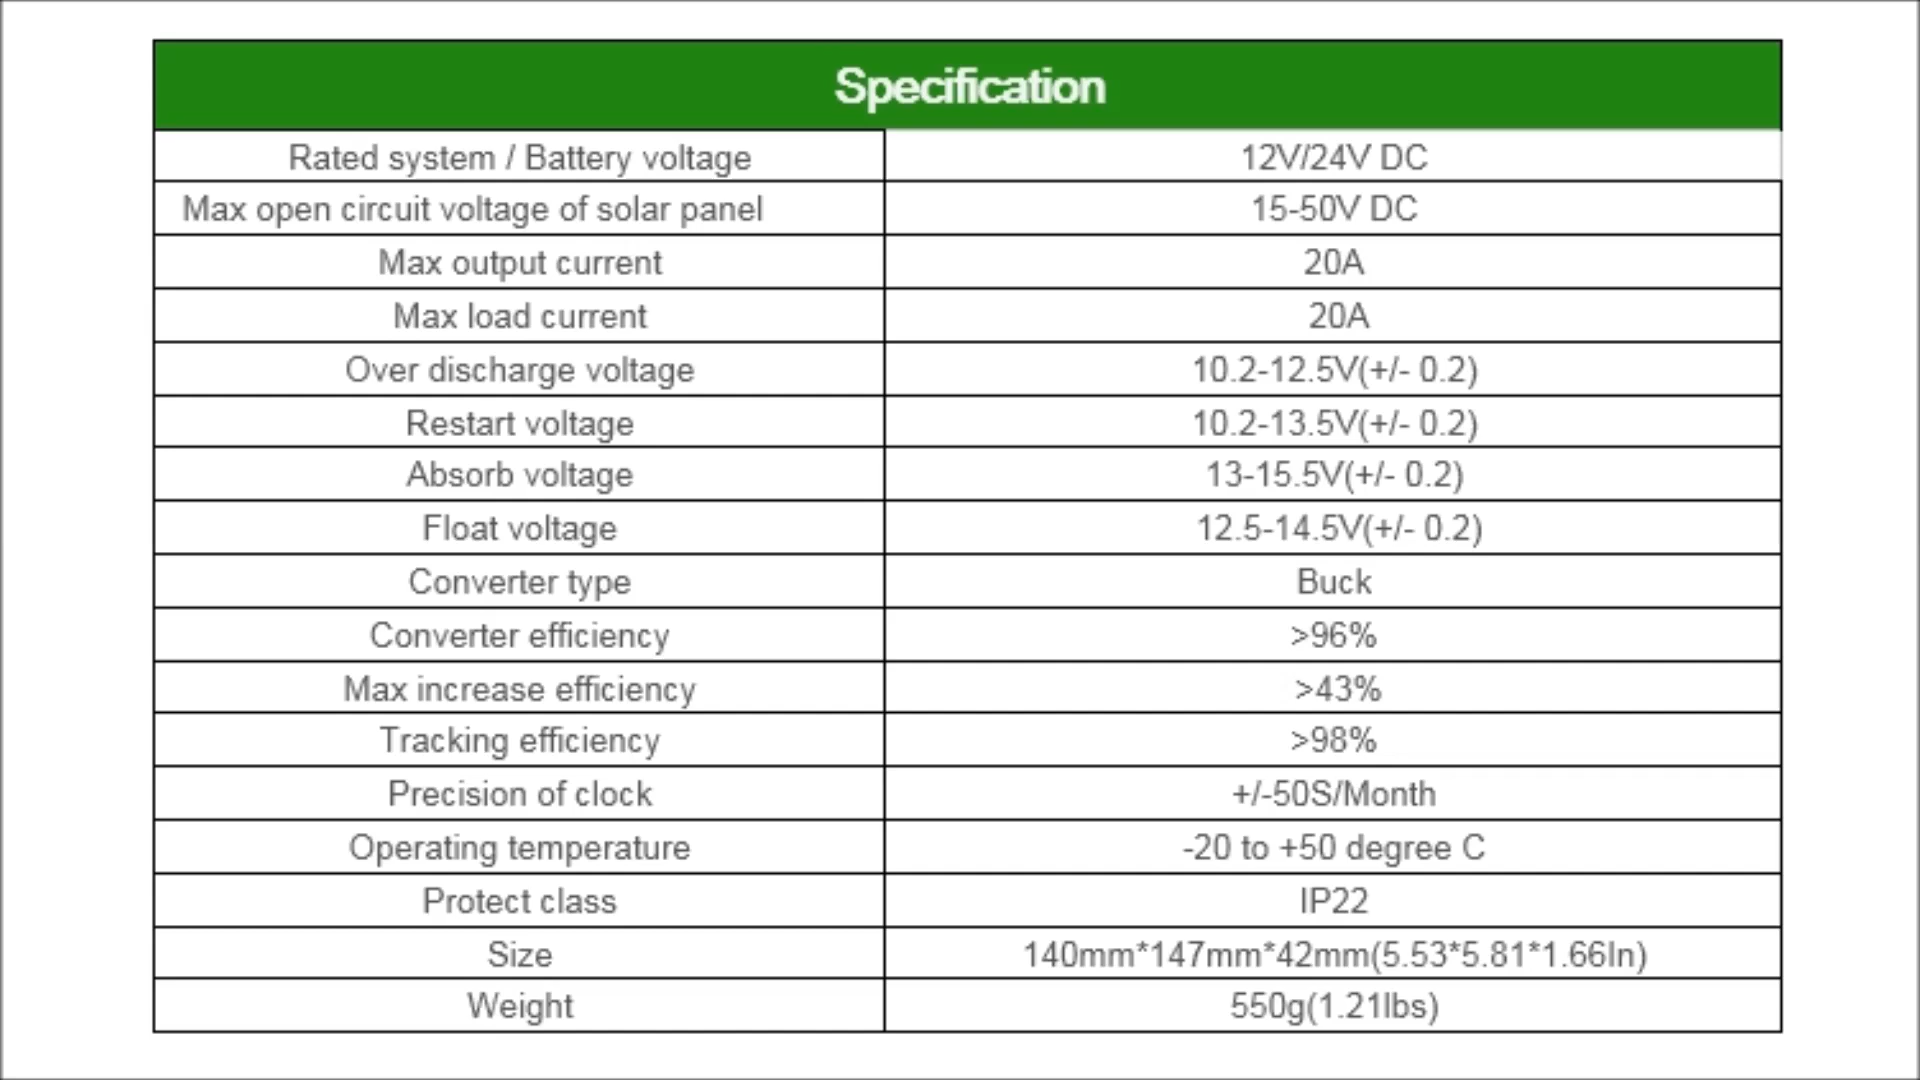 Specification
Rated system / Battery voltage 12V/24V DC
Max open circuit voltage of solar panel 15-50V DC
Max output current 20A
Max load current 20A
Over discharge voltage 10.2-12.5V(+/- 0.2)
Restart voltage 10.2-13.5V(+/- 0.2)
Absorb voltage 13-15.5V(+/- 0.2)
Float voltage 12.5-14.5V(+/- 0.2)
Converter type Buck
Converter efficiency >96%
Max increase efficiency >43%
Tracking efficiency >98%
Precision of clock +/-50S/Month
Operating temperature -20 to +50 degree C
Protect class IP22
Size 140mm*147mm*42mm(5.53*5.81*1.66In)
Weight 550g(1.21lbs)